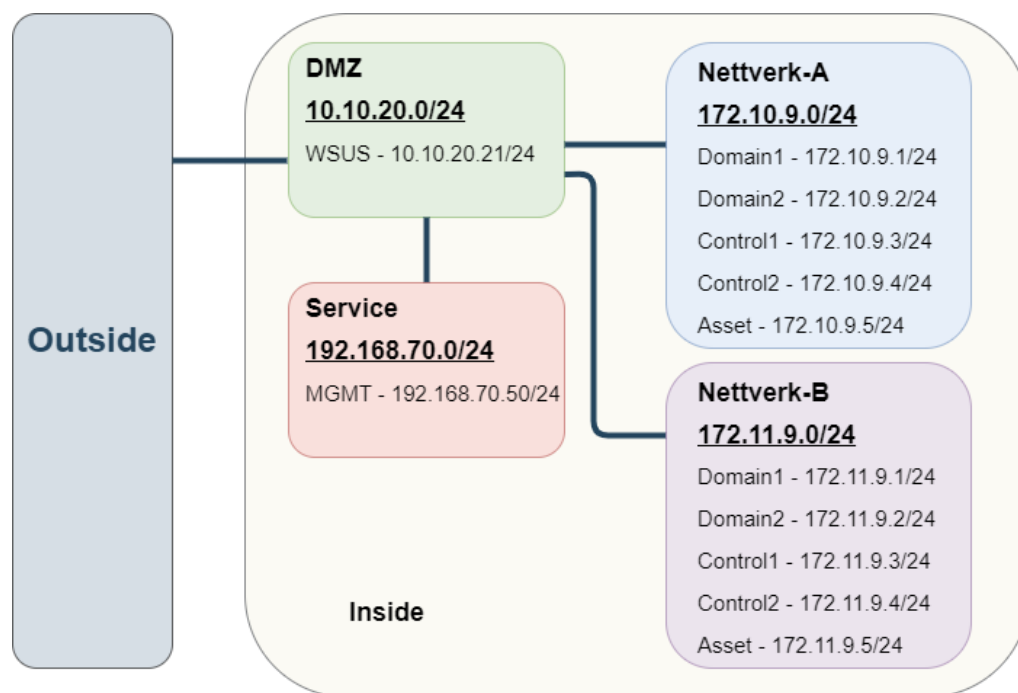 Outside
DMZ
10.10.20.0/24
WSUS - 10.10.20.21/24
Service
192.168.70.0/24
MGMT - 192.168.70.50/24
Inside
Nettverk-A
172.10.9.0/24
Domain1 - 172.10.9.1/24
Domain2 - 172.10.9.2/24
Control1 - 172.10.9.3/24
Control2 - 172.10.9.4/24
Asset - 172.10.9.5/24
Nettverk-B
172.11.9.0/24
Domain1 - 172.11.9.1/24
Domain2 - 172.11.9.2/24
Control1 - 172.11.9.3/24
Control2 - 172.11.9.4/24
Asset - 172.11.9.5/24